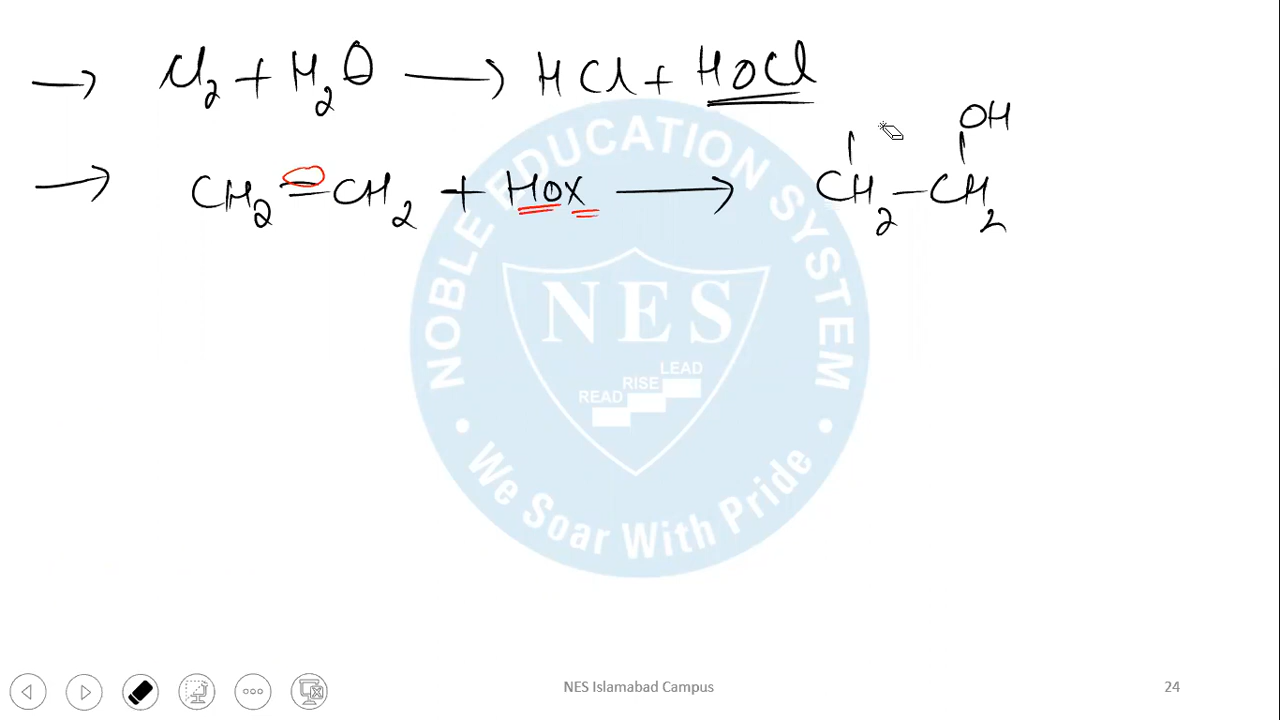 → Cl₂ + H₂O → HCl + HOCl
OH
→ CH₂=CH₂ + HOX → CH₂-CH₂
NOBLE EDUCATION SYSTEM
NES
LEAD
RISE
READ
• We Soar With Pride •
NES Islamabad Campus
24